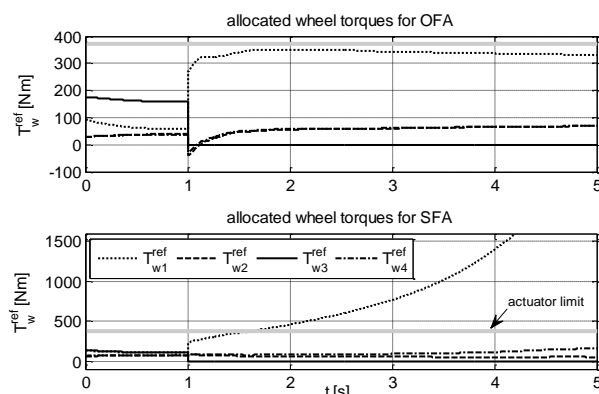 allocated wheel torques for OFA
T_w^ref [Nm]
400
300
200
100
0
-100
0 1 2 3 4 5
allocated wheel torques for SFA
T_w^ref [Nm]
1500
1000
500
0
T_w1^ref T_w2^ref T_w3^ref T_w4^ref
actuator limit
0 1 2 3 4 5
t [s]